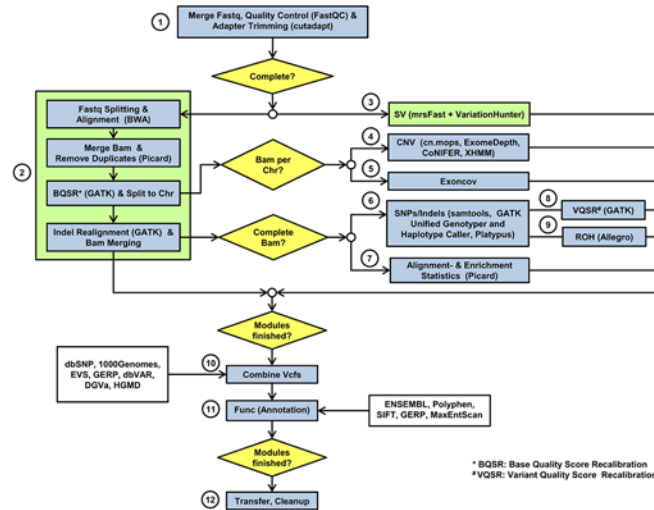 1
Merge Fastq, Quality Control (FastQC) &
Adapter Trimming (cutadapt)
Complete?
2
Fastq Splitting &
Alignment (BWA)
Merge Bam &
Remove Duplicates (Picard)
BQSR* (GATK) & Split to Chr
Indel Realignment (GATK) &
Bam Merging
Bam per
Chr?
Complete
Bam?
3
SV (mrsFast + VariationHunter)
4
CNV (cn.mops, ExomeDepth,
CoNIFER, XHMM)
5
Exoncov
6
SNPs/Indels (samtools, GATK
Unified Genotyper and
Haplotype Caller, Platypus)
8
VQSR# (GATK)
9
ROH (Allegro)
7
Alignment- & Enrichment
Statistics (Picard)
Modules
finished?
dbSNP, 1000Genomes,
EVS, GERP, dbVAR,
DGVa, HGMD
10
Combine Vcfs
11
Func (Annotation)
ENSEMBL, Polyphen,
SIFT, GERP, MaxEntScan
Modules
finished?
12
Transfer, Cleanup
* BQSR: Base Quality Score Recalibration
# VQSR: Variant Quality Score Recalibration